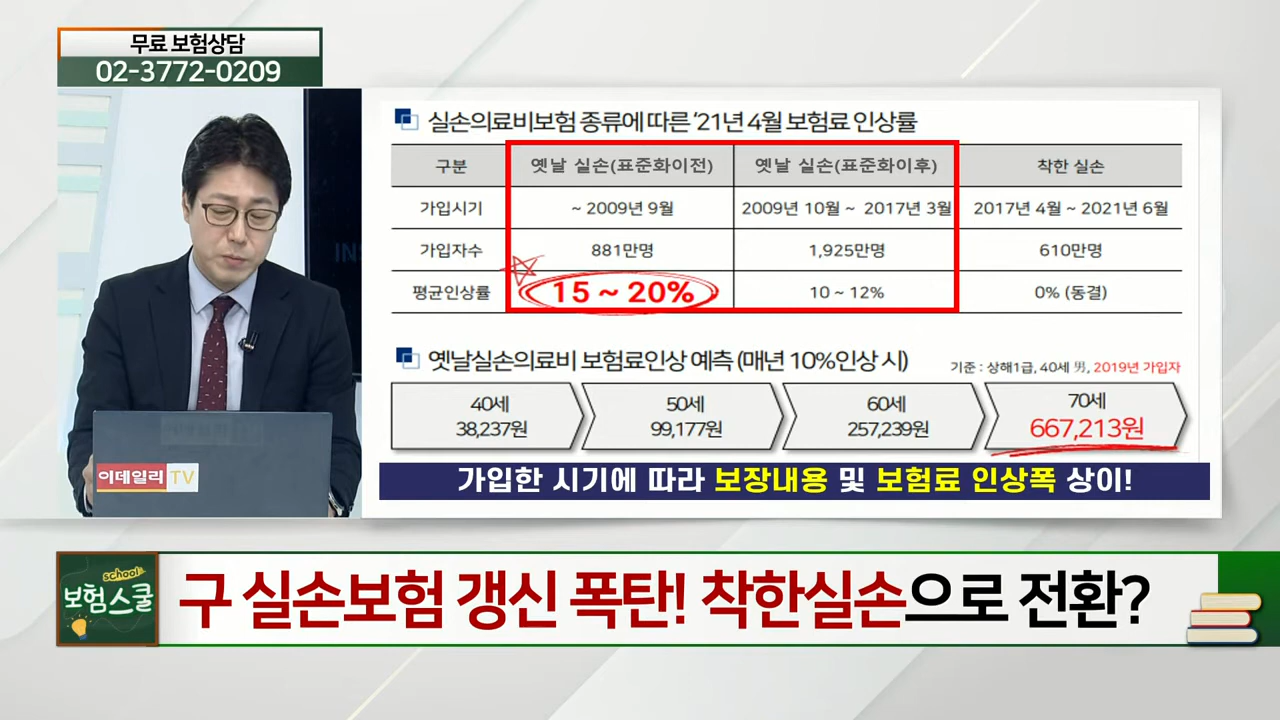 무료 보험상담
02-3772-0209
실손의료비보험 종류에 따른 '21년 4월 보험료 인상률
구분 옛날 실손(표준화이전) 옛날 실손(표준화이후) 착한 실손
가입시기 ~ 2009년 9월 2009년 10월 ~ 2017년 3월 2017년 4월 ~ 2021년 6월
가입자수 881만명 1,925만명 610만명
평균인상률 15 ~ 20% 10 ~ 12% 0% (동결)
옛날실손의료비 보험료인상 예측 (매년 10%인상 시)
기준 : 상해1급, 40세 男, 2019년 가입자
40세 50세 60세 70세
38,237원 99,177원 257,239원 667,213원
이데일리 TV
가입한 시기에 따라 보장내용 및 보험료 인상폭 상이!
school
보험스쿨
구 실손보험 갱신 폭탄! 착한실손으로 전환?